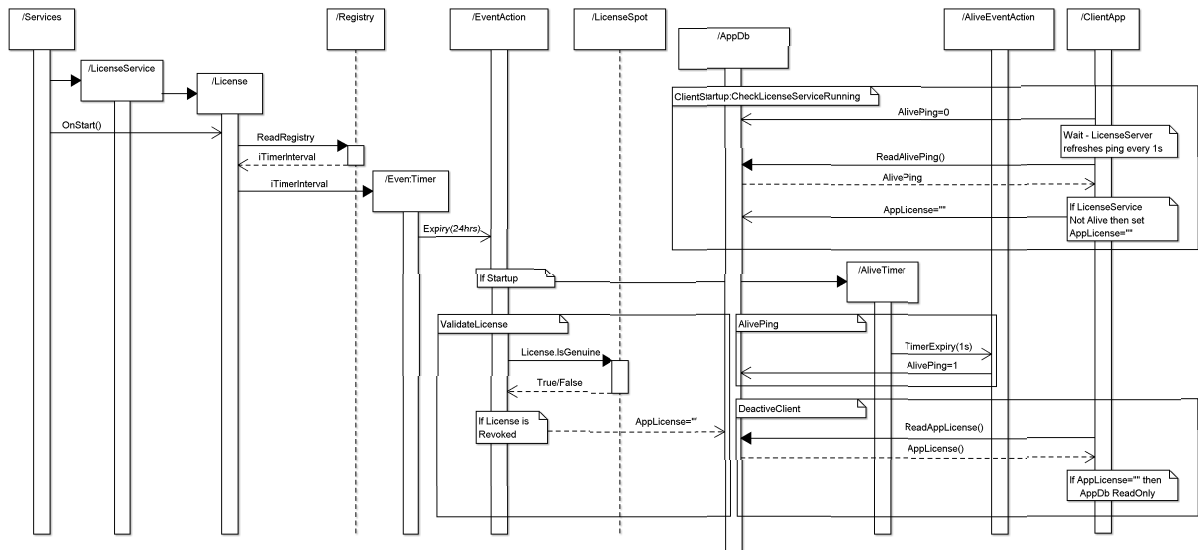 /Services
/Registry
/EventAction
/LicenseSpot
/AppDb
/AliveEventAction
/ClientApp
/LicenseService
/License
ClientStartup:CheckLicenseServiceRunning
AlivePing=0
OnStart()
Wait - LicenseServer
refreshes ping every 1s
ReadRegistry
iTimerInterval
ReadAlivePing()
iTimerInterval
/Even:Timer
AlivePing
AppLicense=""
If LicenseService
Not Alive then set
AppLicense=""
Expiry(24hrs)
If Startup
/AliveTimer
ValidateLicense
AlivePing
License.IsGenuine
TimerExpiry(1s)
AlivePing=1
True/False
DeactiveClient
If License is
Revoked
AppLicense="'
ReadAppLicense()
AppLicense()
If AppLicense="" then
AppDb ReadOnly